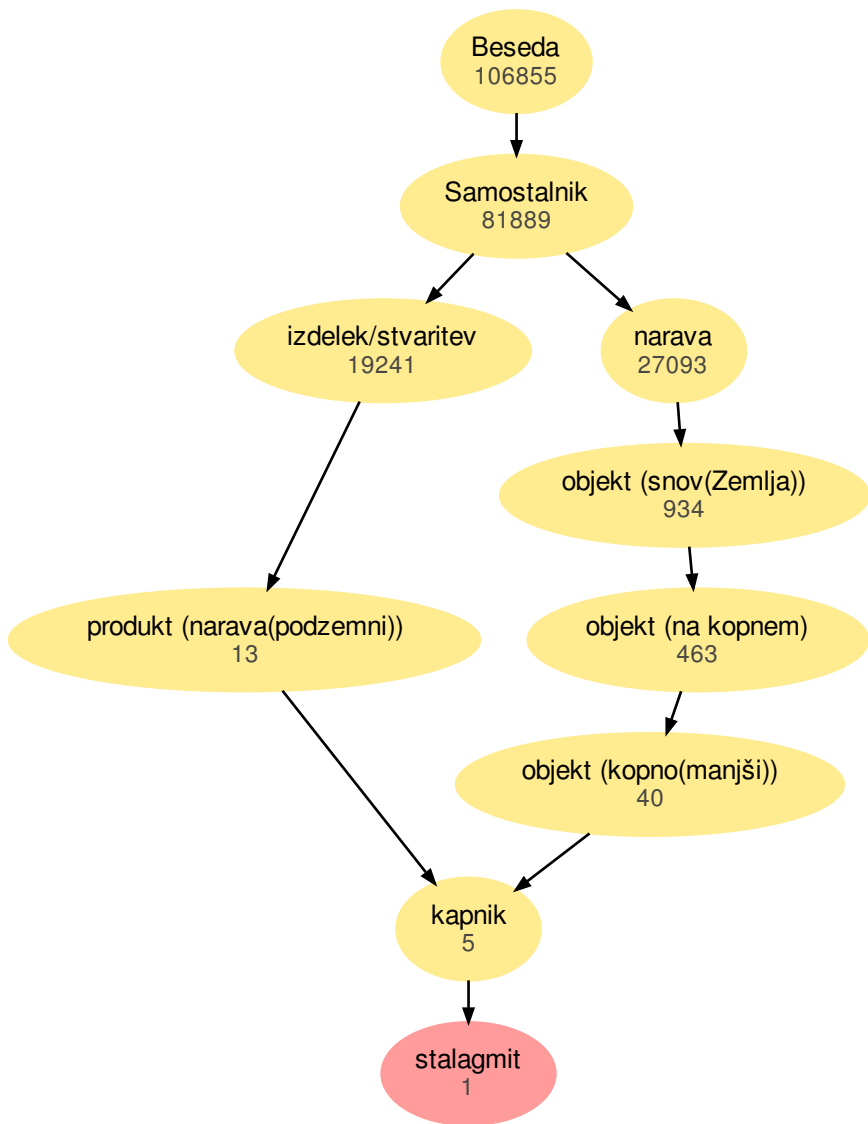 Beseda
106855
Samostalnik
81889
izdelek/stvaritev
19241
narava
27093
objekt (snov(Zemlja))
934
produkt (narava(podzemni))
13
objekt (na kopnem)
463
objekt (kopno(manjši))
40
kapnik
5
stalagmit
1